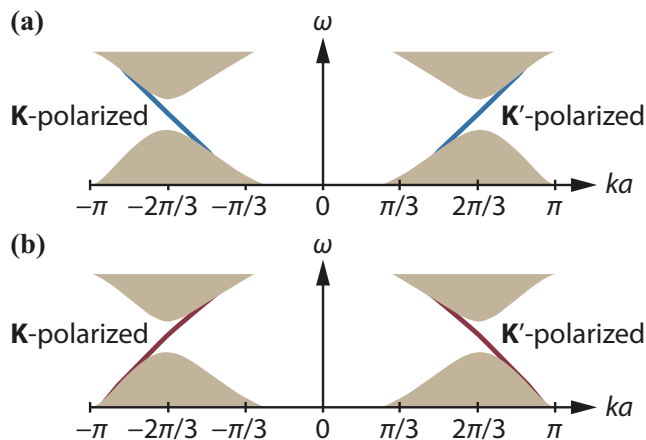 (a)
ω
K-polarized
K′-polarized
−π
−2π/3
−π/3
0
π/3
2π/3
π
ka
(b)
ω
K-polarized
K′-polarized
−π
−2π/3
−π/3
0
π/3
2π/3
π
ka